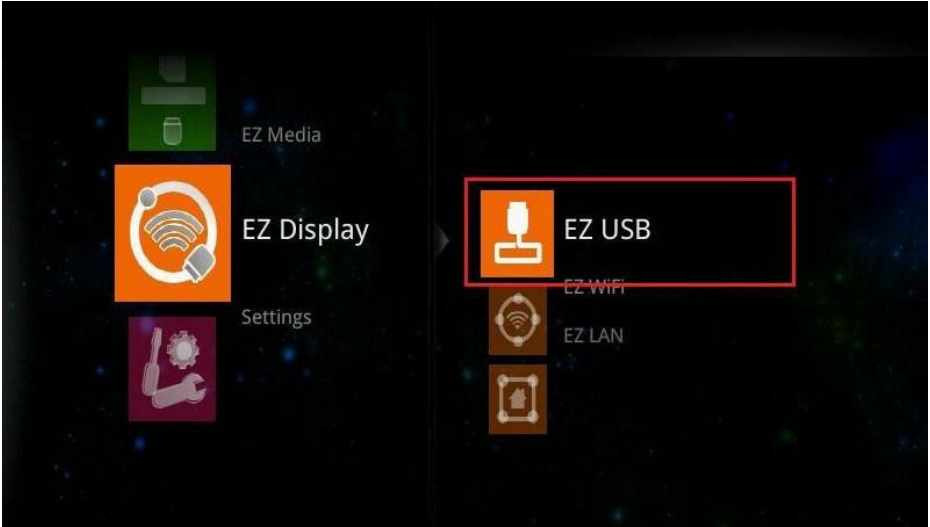 EZ Media
EZ Display
Settings
EZ USB
EZ WiFi
EZ LAN